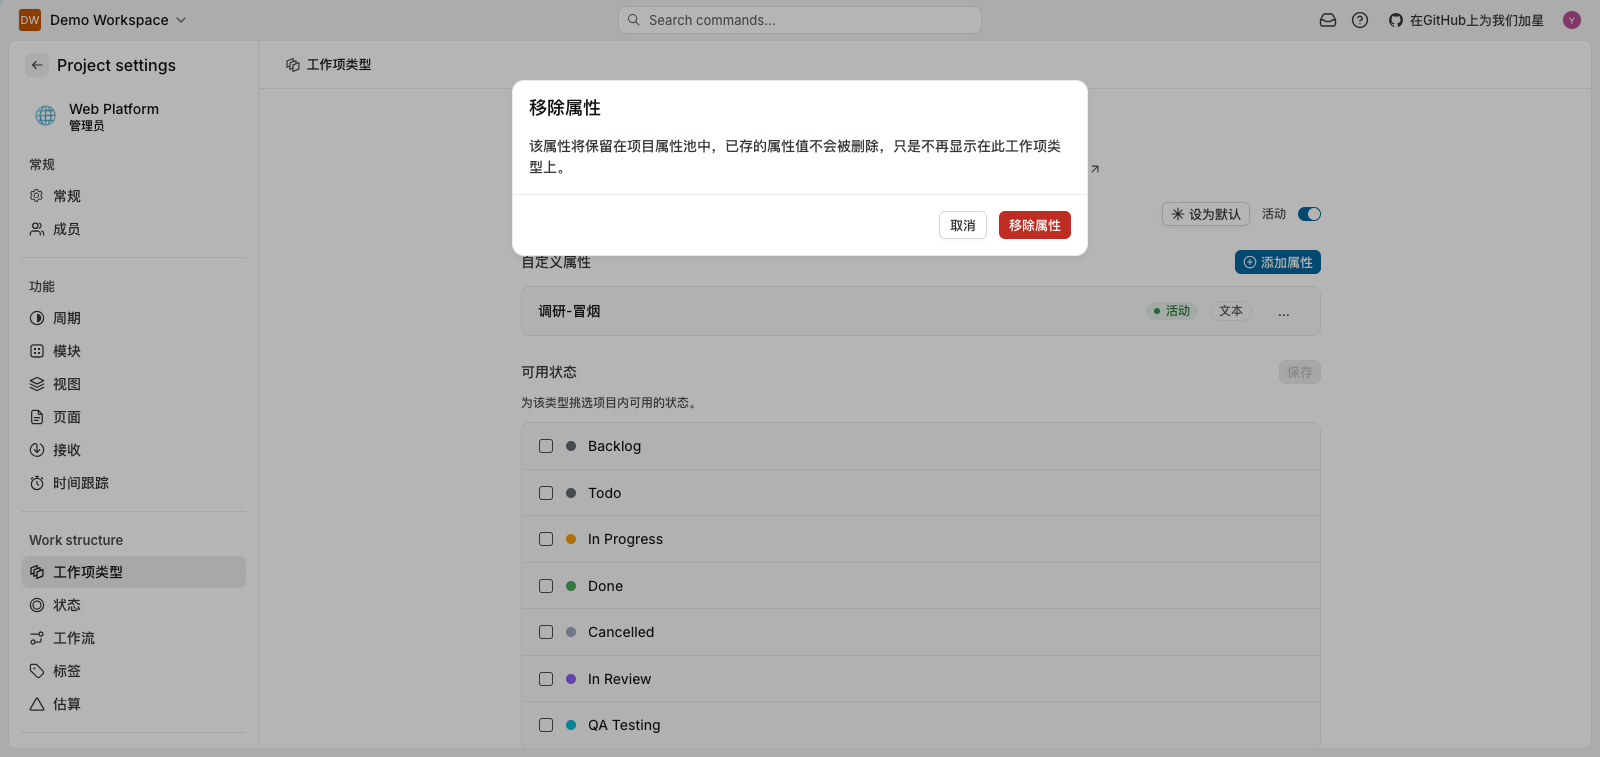 DW Demo Workspace
Search commands...
在GitHub上为我们加星
Y
Project settings
Web Platform
管理员
常规
常规
成员
功能
周期
模块
视图
页面
接收
时间跟踪
Work structure
工作项类型
状态
工作流
标签
估算
工作项类型
移除属性
该属性将保留在项目属性池中，已存的属性值不会被删除，只是不再显示在此工作项类
型上。
取消
移除属性
设为默认
活动
自定义属性
添加属性
调研-冒烟
活动
文本
...
可用状态
保存
为该类型挑选项目内可用的状态。
Backlog
Todo
In Progress
Done
Cancelled
In Review
QA Testing